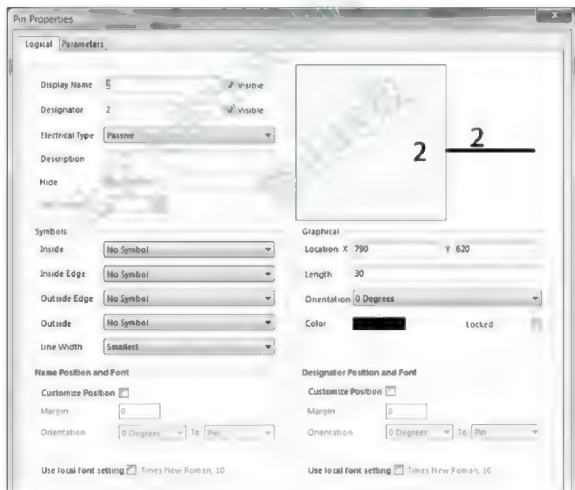 Pin Properties
Logical Parameters
Display Name Visible
Designator 2 Visible
Electrical Type Passive
Description
Hide
2 2
Symbols
Inside No Symbol
Inside Edge No Symbol
Outside Edge No Symbol
Outside No Symbol
Line Width Smallest
Graphical
Location X 790 Y 620
Length 30
Orientation 0 Degrees
Color Locked
Name Position and Font
Customize Position
Margin 0
Orientation 0 Degrees To Pin
Use local font setting Times New Roman, 10
Designator Position and Font
Customize Position
Margin 0
Orientation 0 Degrees To Pin
Use local font setting Times New Roman, 10